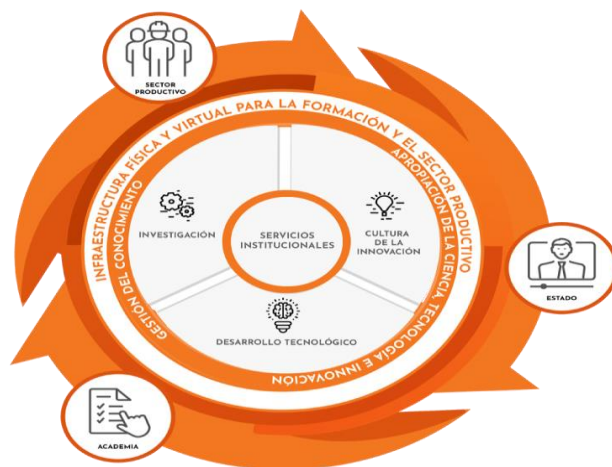 SECTOR
PRODUCTIVO
INFRAESTRUCTURA FÍSICA Y VIRTUAL PARA LA FORMACIÓN Y EL SECTOR PRODUCTIVO
GESTIÓN DEL CONOCIMIENTO
APROPIACIÓN DE LA CIENCIA, TECNOLOGÍA E INNOVACIÓN
INVESTIGACIÓN
SERVICIOS
INSTITUCIONALES
CULTURA
DE LA
INNOVACIÓN
DESARROLLO TECNOLÓGICO
ESTADO
ACADEMIA